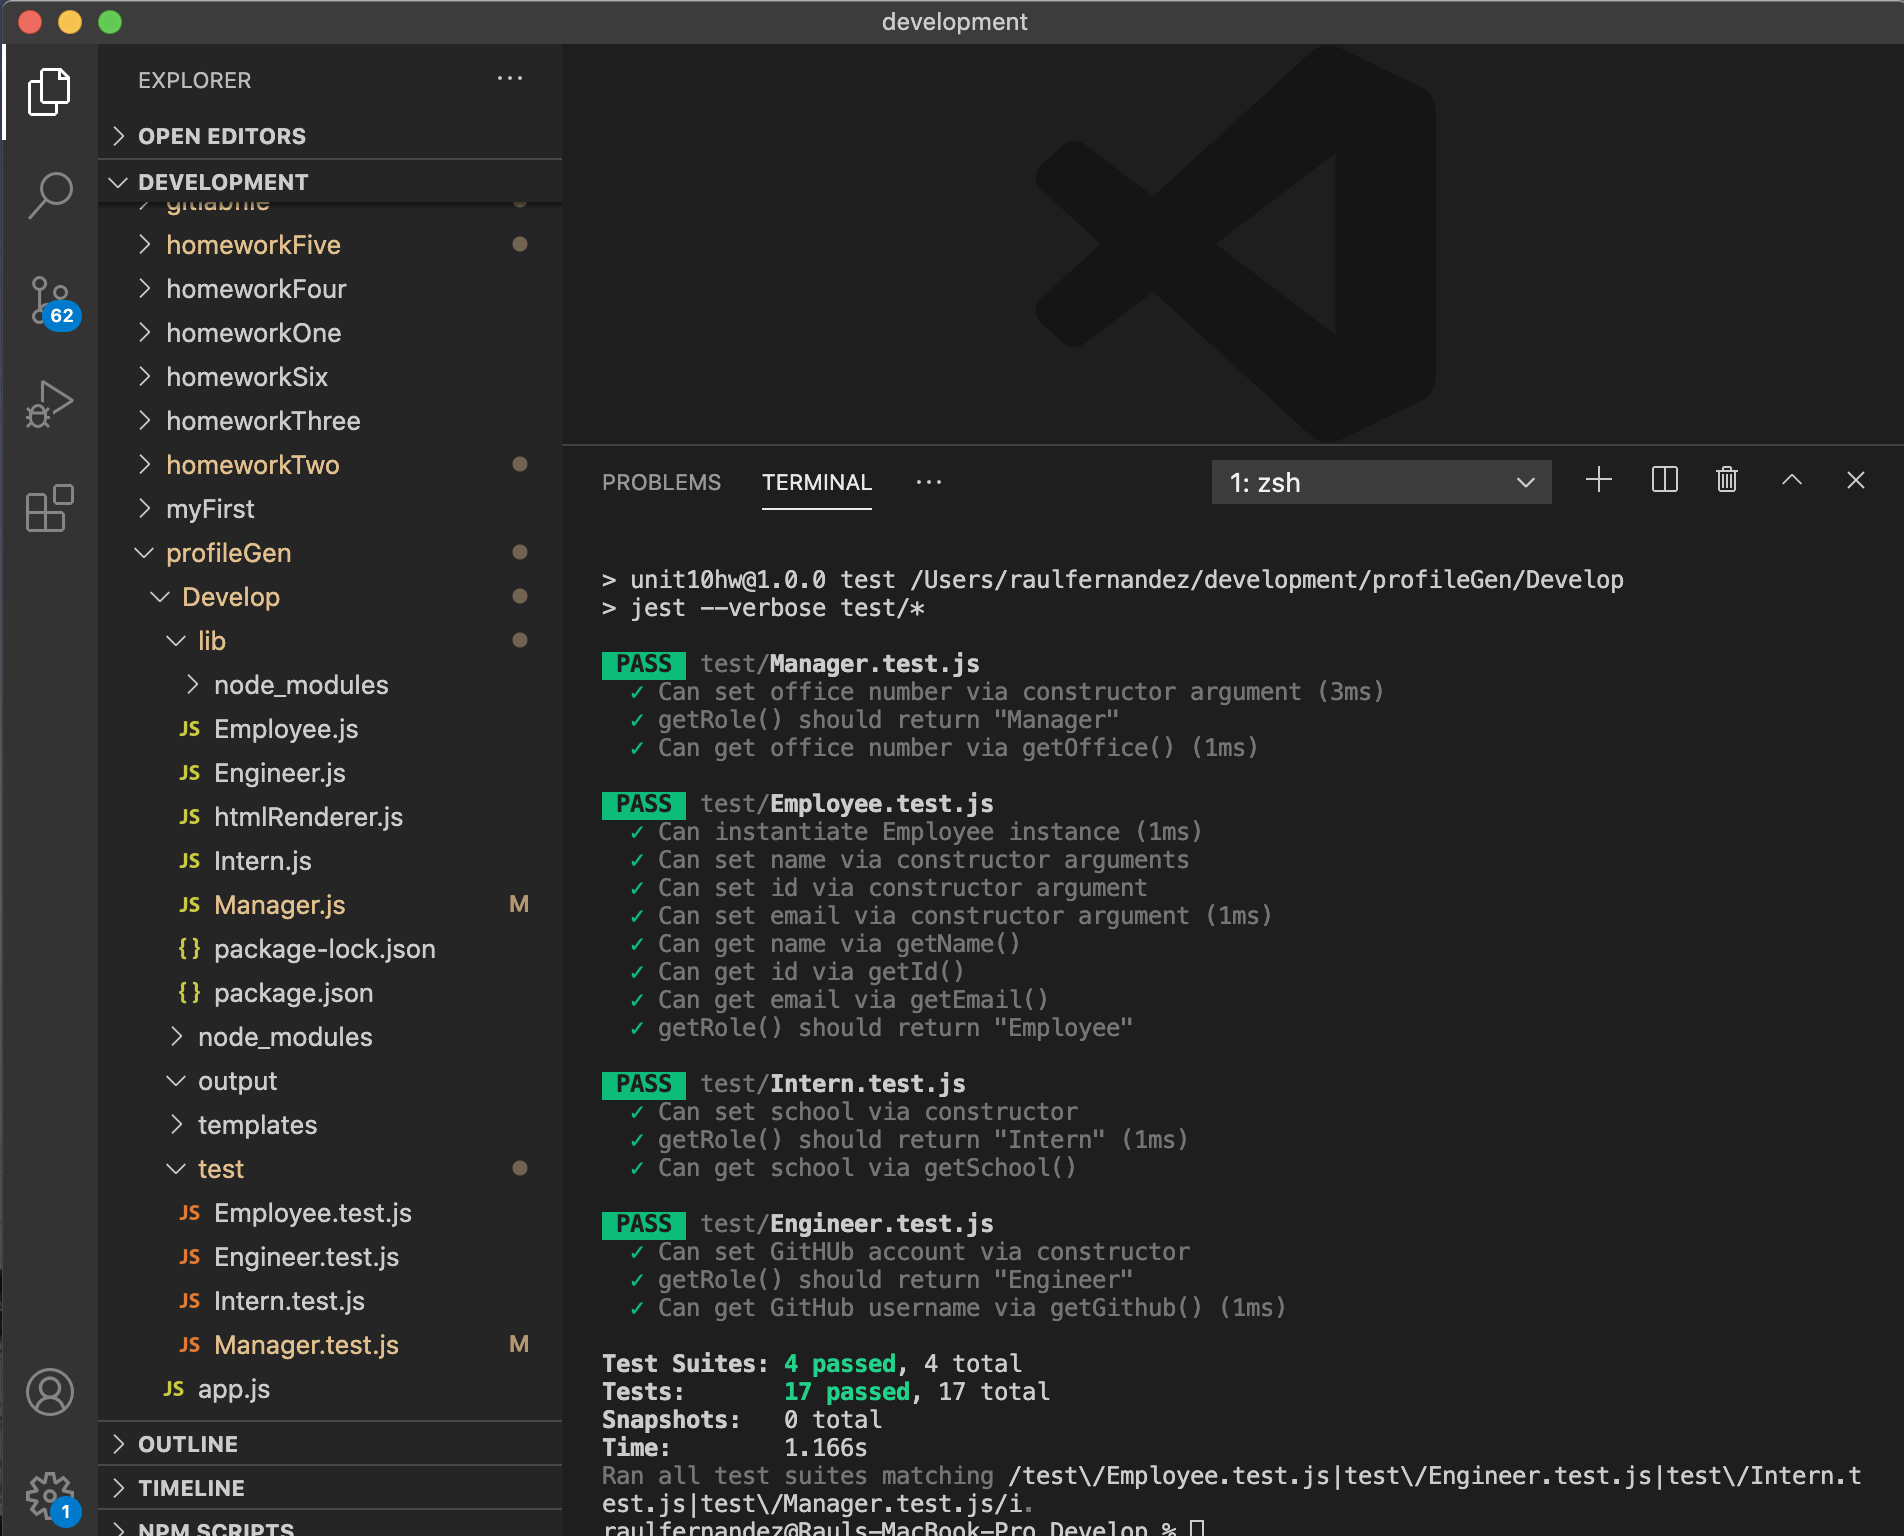 development
EXPLORER
OPEN EDITORS
DEVELOPMENT
gitlabfile
homeworkFive
homeworkFour
homeworkOne
homeworkSix
homeworkThree
homeworkTwo
myFirst
profileGen
Develop
lib
node_modules
JS Employee.js
JS Engineer.js
JS htmlRenderer.js
JS Intern.js
JS Manager.js M
{} package-lock.json
{} package.json
node_modules
output
templates
test
JS Employee.test.js
JS Engineer.test.js
JS Intern.test.js
JS Manager.test.js M
JS app.js
OUTLINE
TIMELINE
NPM SCRIPTS
62
1
PROBLEMS TERMINAL ··· 1: zsh
> unit10hw@1.0.0 test /Users/raulfernandez/development/profileGen/Develop
> jest --verbose test/*
PASS test/Manager.test.js
✓ Can set office number via constructor argument (3ms)
✓ getRole() should return "Manager"
✓ Can get office number via getOffice() (1ms)
PASS test/Employee.test.js
✓ Can instantiate Employee instance (1ms)
✓ Can set name via constructor arguments
✓ Can set id via constructor argument
✓ Can set email via constructor argument (1ms)
✓ Can get name via getName()
✓ Can get id via getId()
✓ Can get email via getEmail()
✓ getRole() should return "Employee"
PASS test/Intern.test.js
✓ Can set school via constructor
✓ getRole() should return "Intern" (1ms)
✓ Can get school via getSchool()
PASS test/Engineer.test.js
✓ Can set GitHUb account via constructor
✓ getRole() should return "Engineer"
✓ Can get GitHub username via getGithub() (1ms)
Test Suites: 4 passed, 4 total
Tests: 17 passed, 17 total
Snapshots: 0 total
Time: 1.166s
Ran all test suites matching /test\/Employee.test.js|test\/Engineer.test.js|test\/Intern.t
est.js|test\/Manager.test.js/i.
raulfernandez@Rauls-MacBook-Pro Develop %